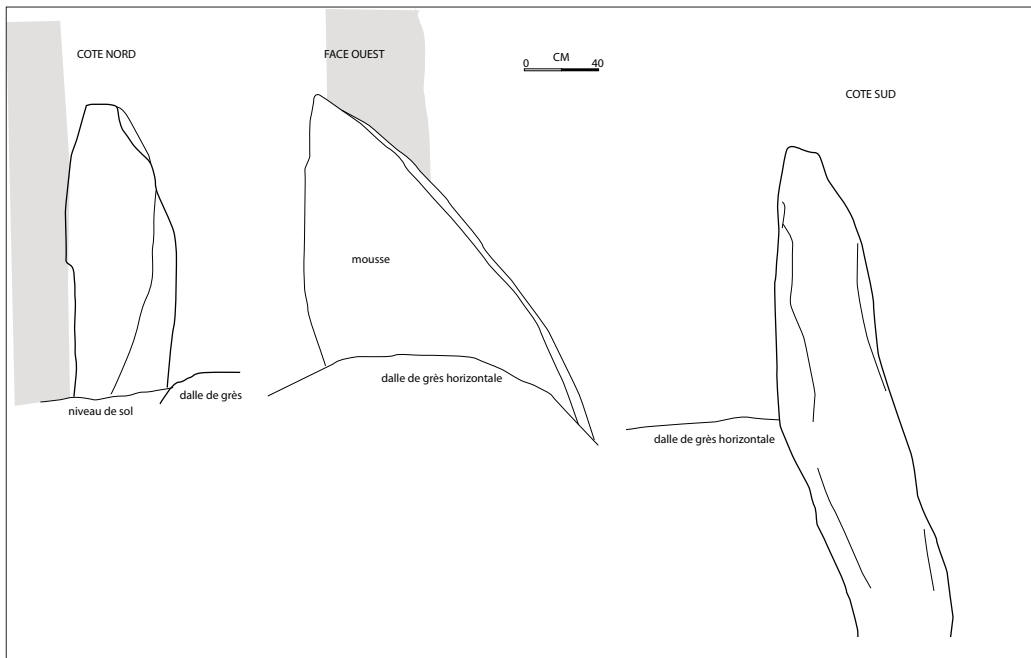 COTE NORD
FACE OUEST
CM
0 40
COTE SUD
mousse
dalle de grès
niveau de sol
dalle de grès horizontale
dalle de grès horizontale